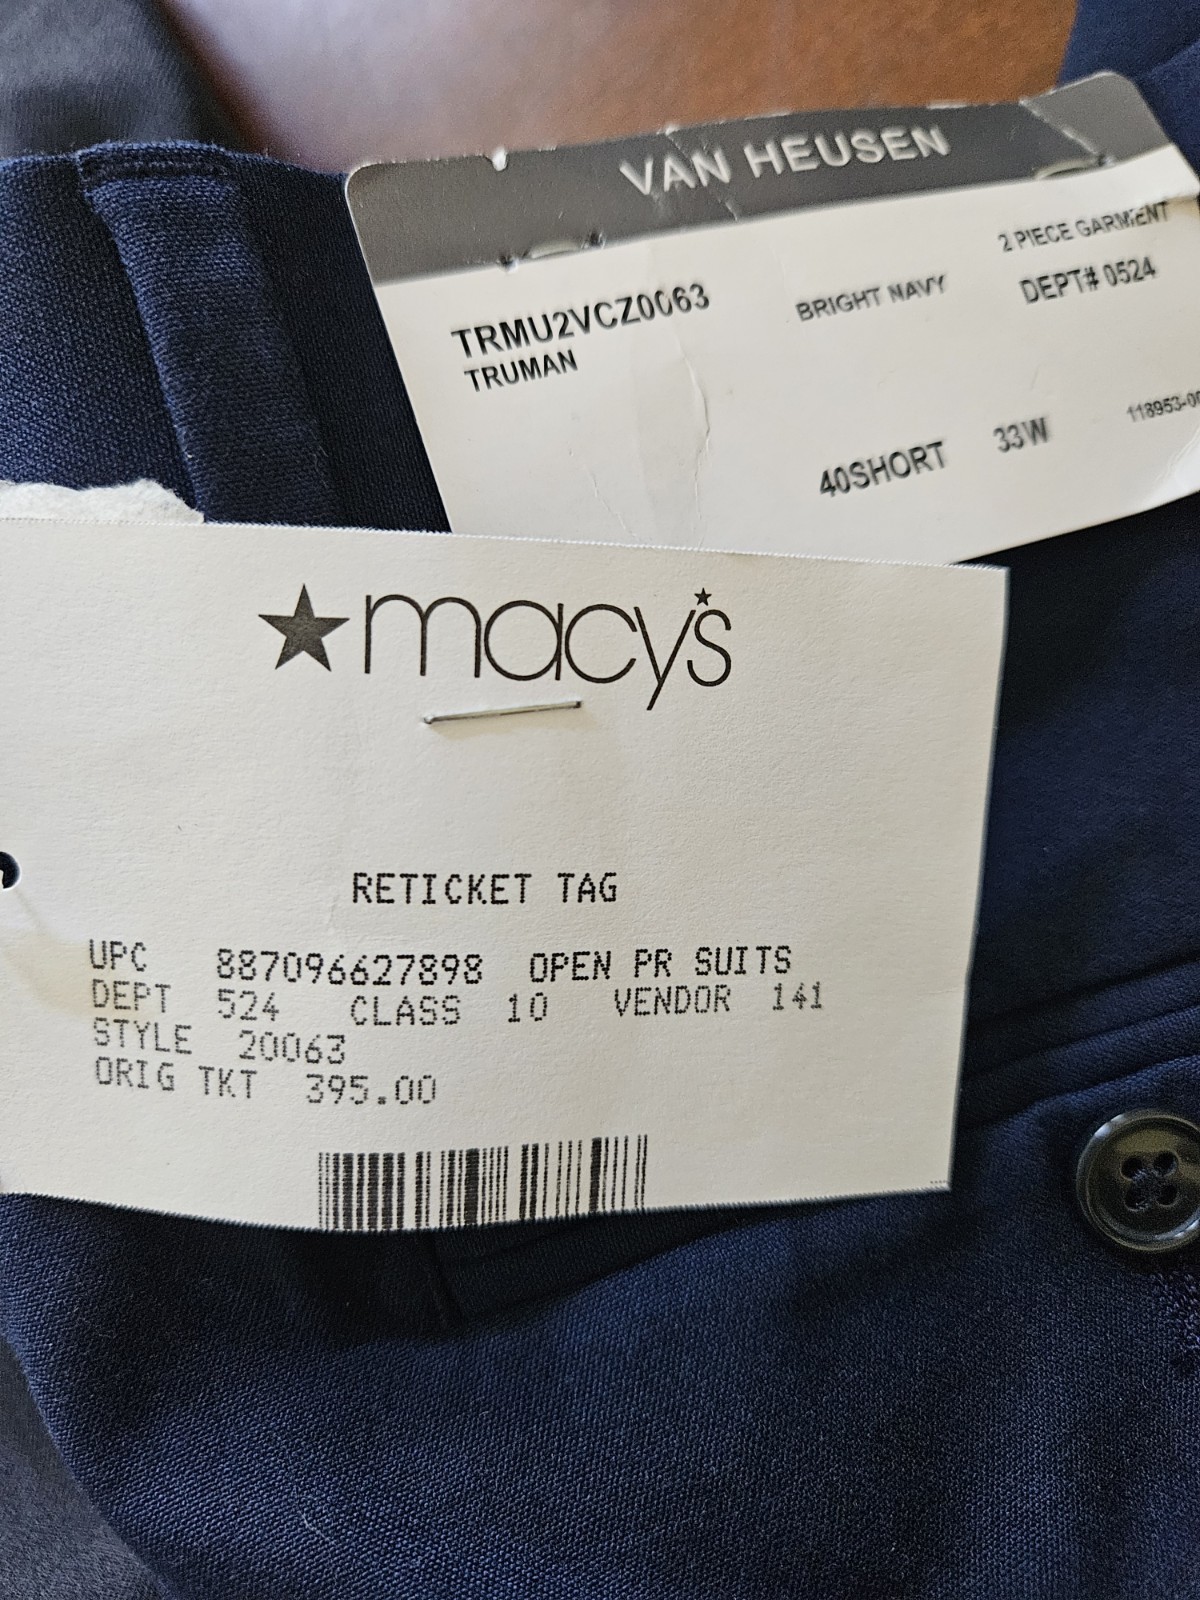 VAN HEUSEN
2 PIECE GARMENT
TRMU2VCZ0063 BRIGHT NAVY DEPT# 0524
TRUMAN
40SHORT 33W
macy's
RETICKET TAG
UPC 887096627898 OPEN PR SUITS
DEPT 524 CLASS 10 VENDOR 141
STYLE 20063
ORIG TKT 395.00